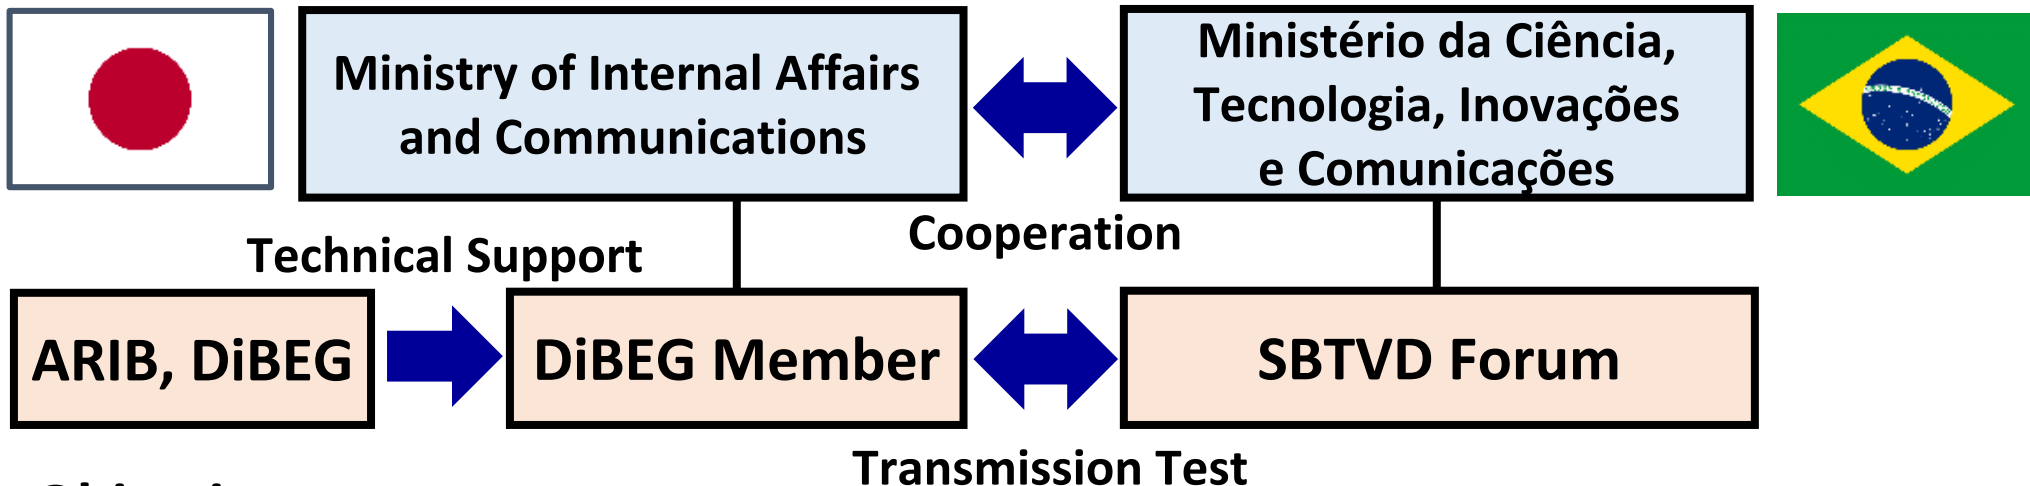 Ministry of Internal Affairs
and Communications
Ministério da Ciência,
Tecnologia, Inovações
e Comunicações
Technical Support
Cooperation
ARIB, DiBEG
DiBEG Member
SBTVD Forum
Transmission Test